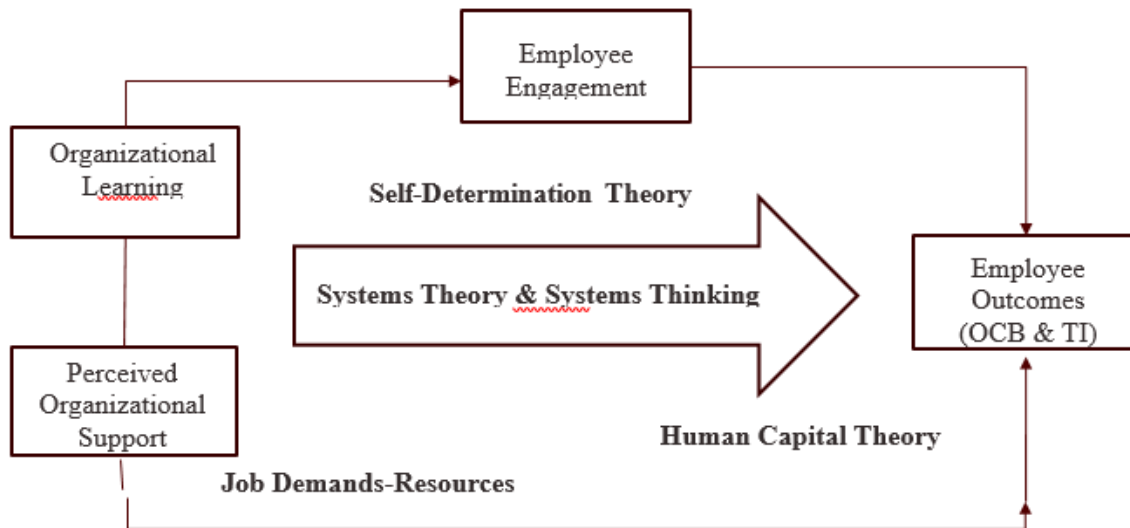 Employee
Engagement
Organizational
Learning
Self-Determination Theory
Systems Theory & Systems Thinking
Employee
Outcomes
(OCB & TI)
Perceived
Organizational
Support
Human Capital Theory
Job Demands-Resources